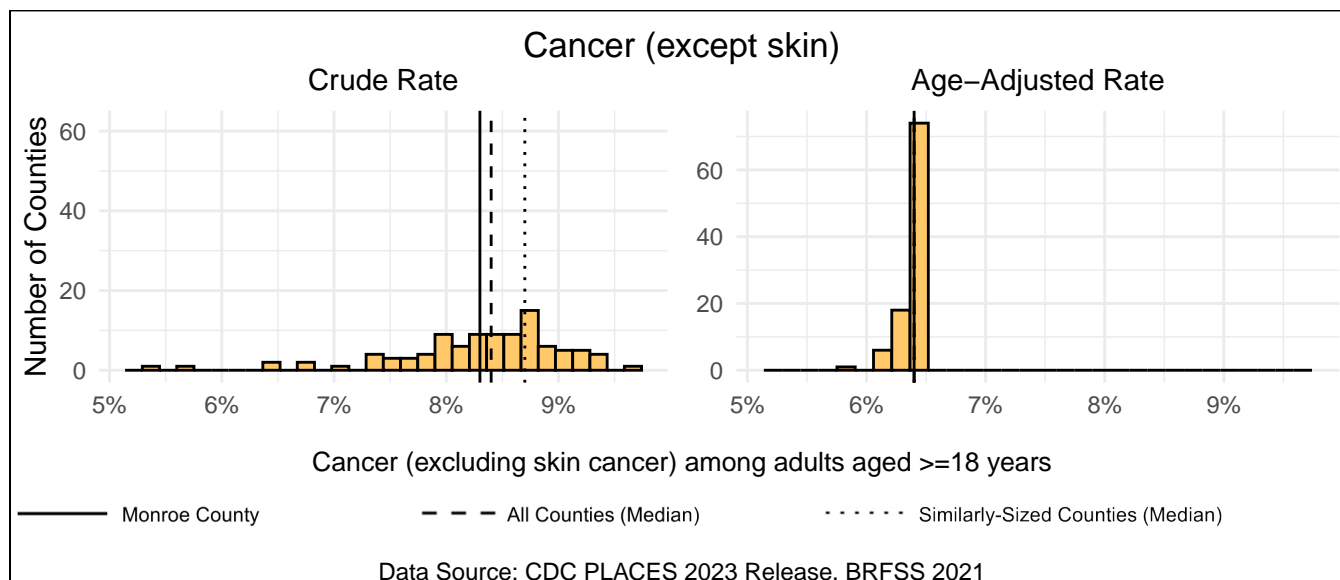 Cancer (except skin)
Crude Rate
Age−Adjusted Rate
Number of Counties
60
40
20
0
5%
6%
7%
8%
9%
60
40
20
0
5%
6%
7%
8%
9%
Cancer (excluding skin cancer) among adults aged >=18 years
Monroe County
All Counties (Median)
Similarly-Sized Counties (Median)
Data Source: CDC PLACES 2023 Release, BRFSS 2021